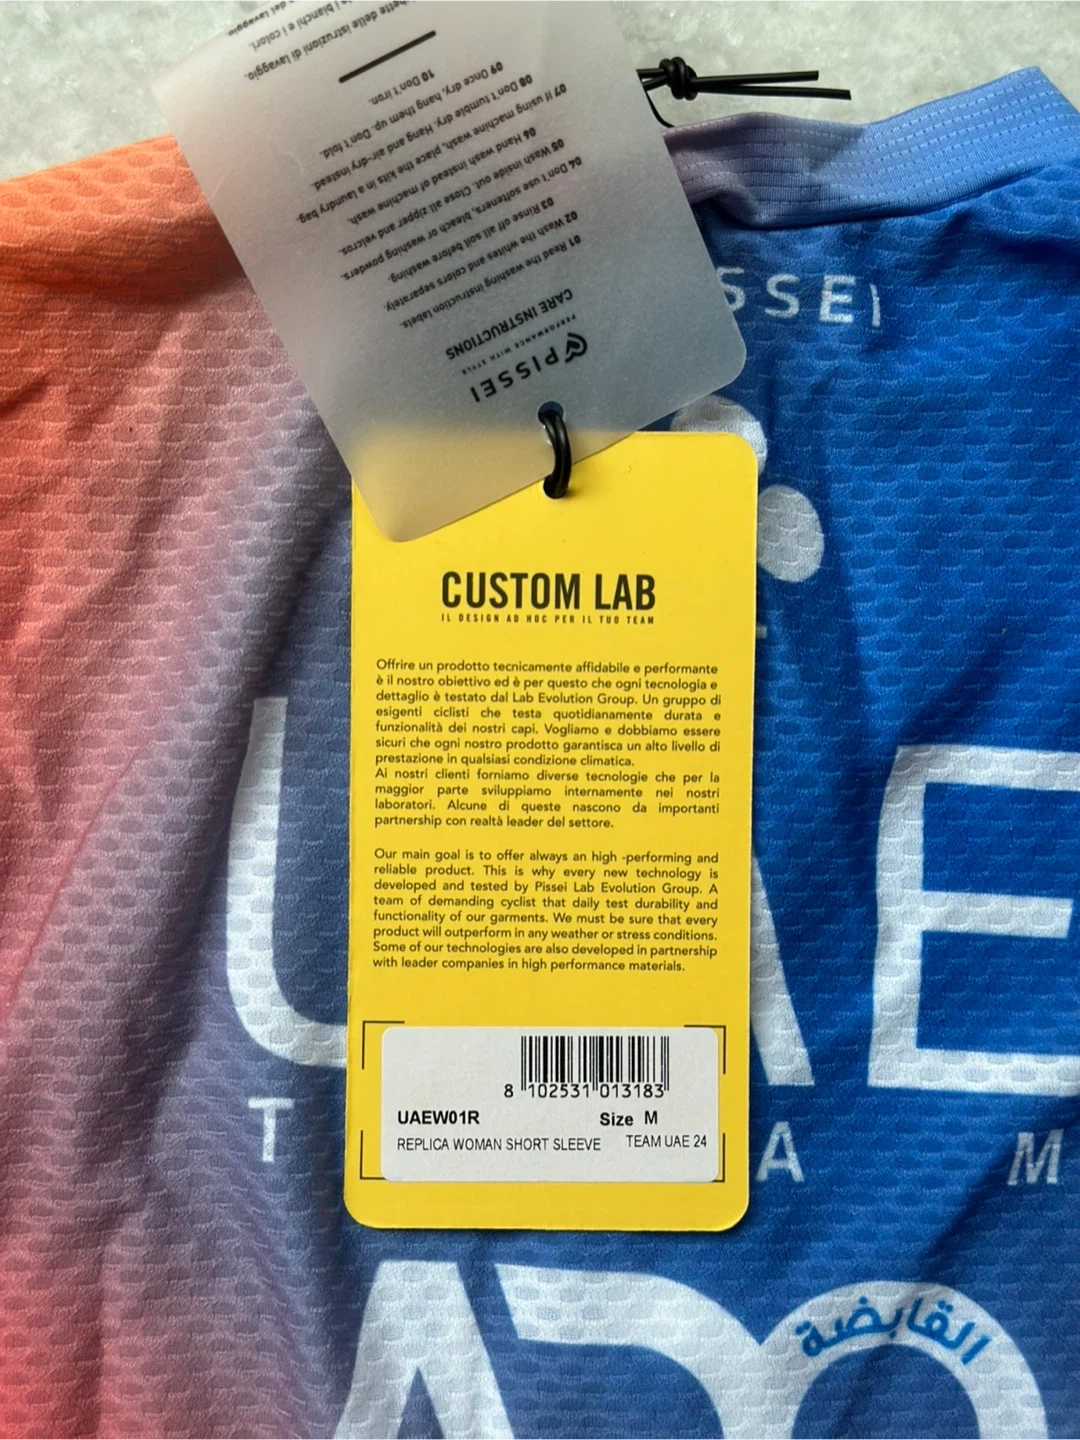 PISSEI
PERFORMANCE WITH STYLE
CARE INSTRUCTIONS
01 Read the washing instruction labels.
02 Wash the whites and colors separately.
03 Rinse off all soil before washing.
04 Don't use softeners, bleach or washing powders.
05 Wash inside out. Close all zipper and velcros.
06 Hand wash instead of machine wash.
07 If using machine wash, place the kits in a laundry bag.
08 Don't tumble dry. Hang and air-dry instead.
09 Once dry, hang them up. Don't fold.
10 Don't iron.
delle istruzioni di lavaggio.
i bianchi e i colori.
del lavaggio.
SSEI
CUSTOM LAB
IL DESIGN AD HOC PER IL TUO TEAM
Offrire un prodotto tecnicamente affidabile e performante
è il nostro obiettivo ed è per questo che ogni tecnologia e
dettaglio è testato dal Lab Evolution Group. Un gruppo di
esigenti ciclisti che testa quotidianamente durata e
funzionalità dei nostri capi. Vogliamo e dobbiamo essere
sicuri che ogni nostro prodotto garantisca un alto livello di
prestazione in qualsiasi condizione climatica.
Ai nostri clienti forniamo diverse tecnologie che per la
maggior parte sviluppiamo internamente nei nostri
laboratori. Alcune di queste nascono da importanti
partnership con realtà leader del settore.
Our main goal is to offer always an high -performing and
reliable product. This is why every new technology is
developed and tested by Pissei Lab Evolution Group. A
team of demanding cyclist that daily test durability and
functionality of our garments. We must be sure that every
product will outperform in any weather or stress conditions.
Some of our technologies are also developed in partnership
with leader companies in high performance materials.
8 102531 013183
UAEW01R Size M
REPLICA WOMAN SHORT SLEEVE TEAM UAE 24
UAE
T A M
ADQ
القابضة